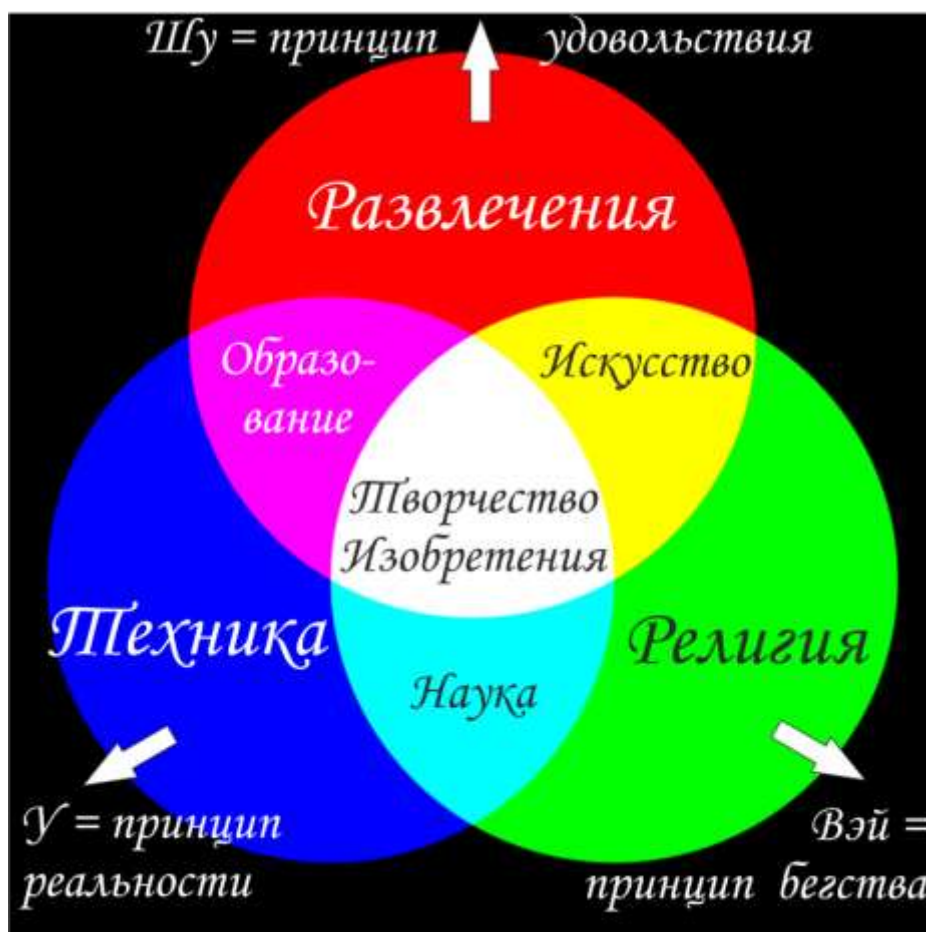 Шу = принцип удовольствия
Развлечения
Образо-
вание
Искусство
Творчество
Изобретения
Техника
Религия
Наука
У = принцип
реальности
Вэй =
принцип бегства